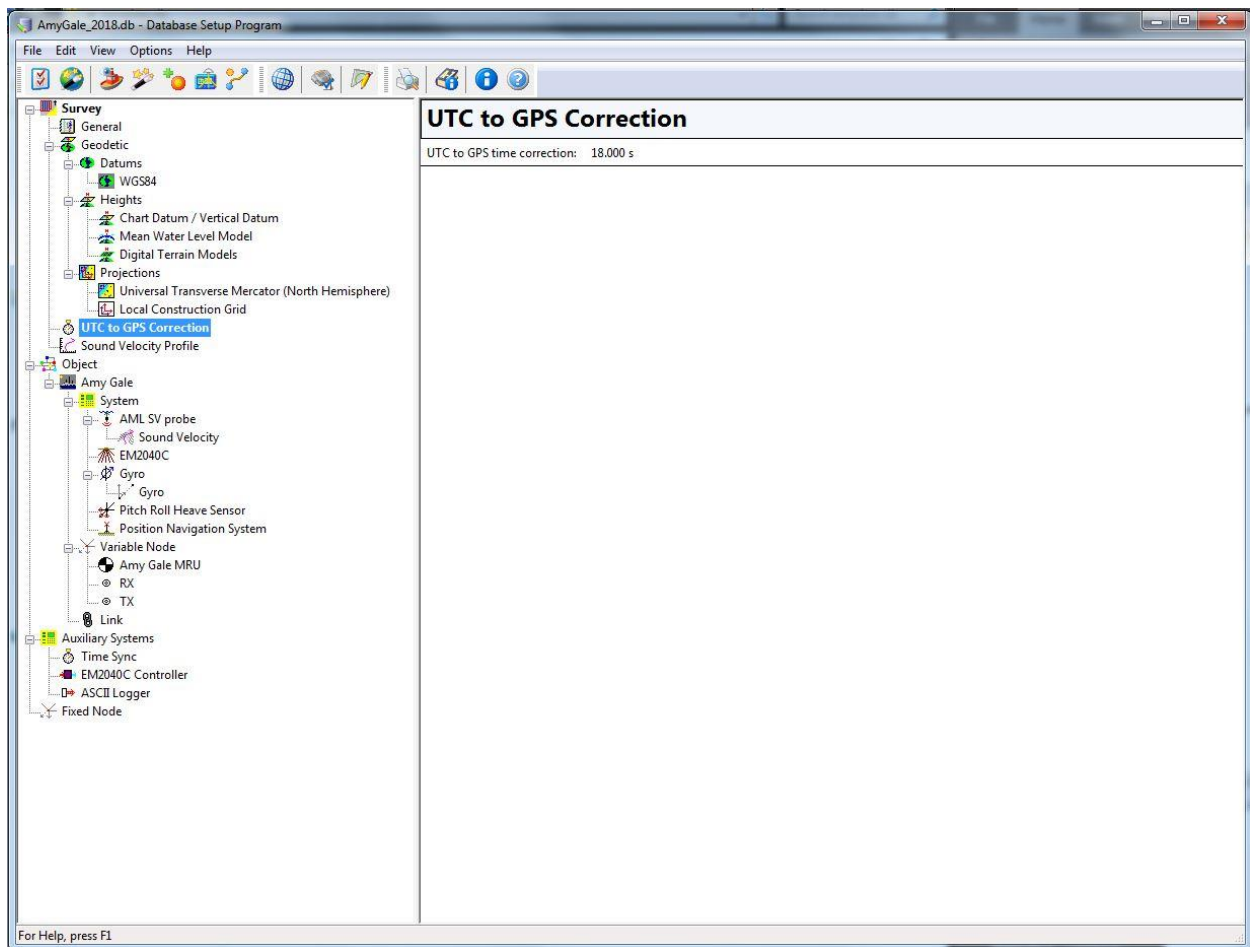 AmyGale_2018.db - Database Setup Program
File Edit View Options Help
Survey
General
Geodetic
Datums
WGS84
Heights
Chart Datum / Vertical Datum
Mean Water Level Model
Digital Terrain Models
Projections
Universal Transverse Mercator (North Hemisphere)
Local Construction Grid
UTC to GPS Correction
Sound Velocity Profile
Object
Amy Gale
System
AML SV probe
Sound Velocity
EM2040C
Gyro
Gyro
Pitch Roll Heave Sensor
Position Navigation System
Variable Node
Amy Gale MRU
RX
TX
Link
Auxiliary Systems
Time Sync
EM2040C Controller
ASCII Logger
Fixed Node
UTC to GPS Correction
UTC to GPS time correction: 18.000 s
For Help, press F1